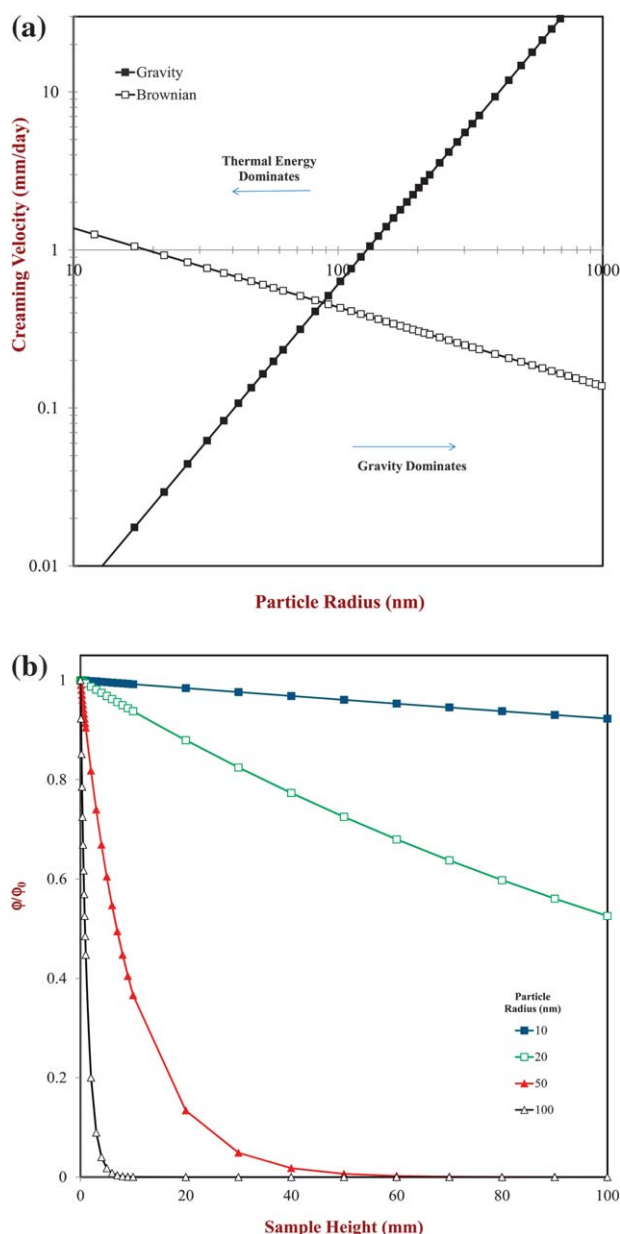 (a)
Gravity
Brownian
Thermal Energy
Dominates
Gravity Dominates
Creaming Velocity (mm/day)
10
1
0.1
0.01
10
100
1000
Particle Radius (nm)
(b)
φ/φ0
1
0.8
0.6
0.4
0.2
0
0
20
40
60
80
100
Particle
Radius (nm)
10
20
50
100
Sample Height (mm)